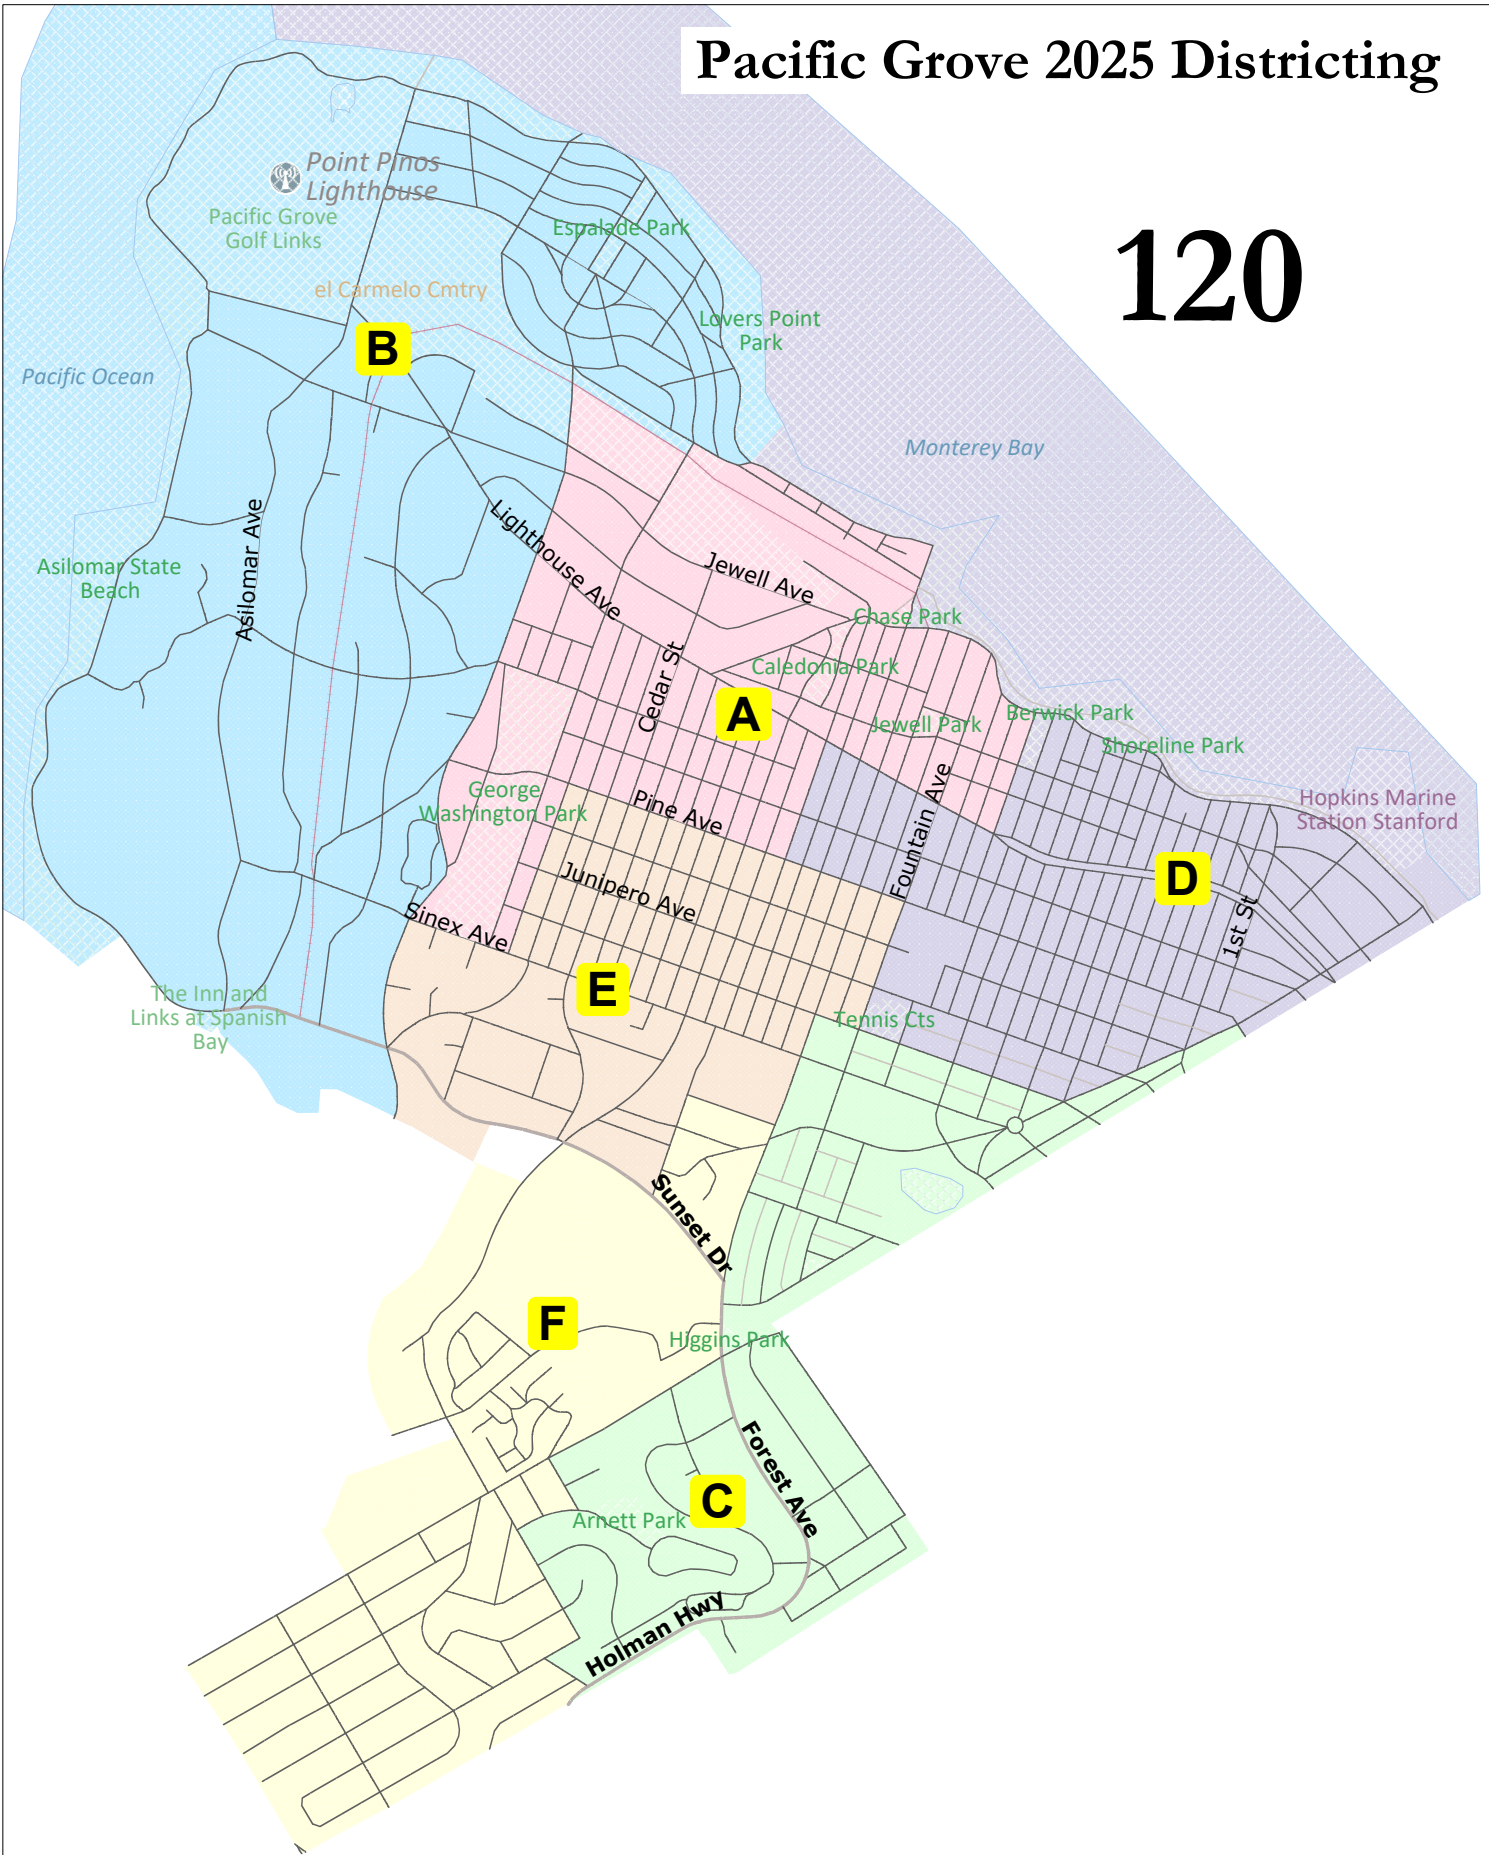 Pacific Grove 2025 Districting
120
Point Pinos
Lighthouse
Pacific Grove
Golf Links
Espalade Park
el Carmelo Cmtry
Lovers Point
Park
B
Pacific Ocean
Monterey Bay
Lighthouse Ave
Asilomar Ave
Asilomar State
Beach
Jewell Ave
Chase Park
Cedar St
Caledonia Park
A
Jewell Park
Berwick Park
Shoreline Park
George
Washington Park
Pine Ave
Fountain Ave
Hopkins Marine
Station Stanford
Junipero Ave
D
Sinex Ave
1st St
E
The Inn and
Links at Spanish
Bay
Tennis Cts
Sunset Dr
F
Higgins Park
Forest Ave
C
Arnett Park
Holman Hwy